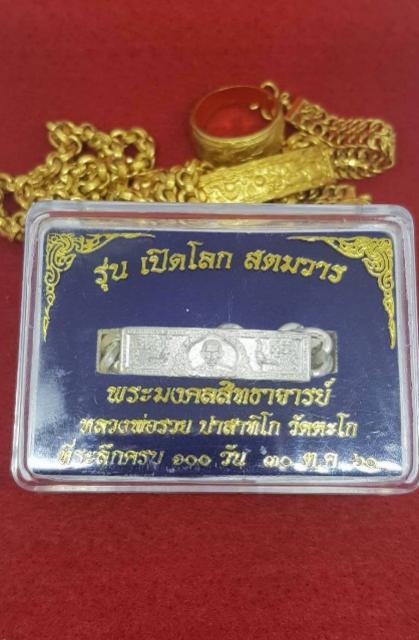 รุ่น เปิดโลก สตมวาร
พระมงคลสิทธาจารย์
หลวงพ่อรวย ปาสาทิโก วัดตะโก
ที่ระลึกครบ ๑๐๐ วัน ๓๐ ต.ค. ๖๐